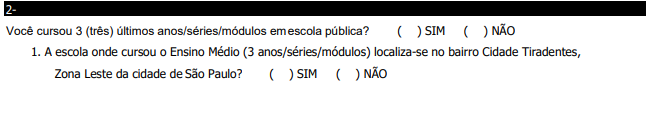 2-
Você cursou 3 (três) últimos anos/séries/módulos em escola pública? ( ) SIM ( ) NÃO
1. A escola onde cursou o Ensino Médio (3 anos/séries/módulos) localiza-se no bairro Cidade Tiradentes,
Zona Leste da cidade de São Paulo? ( ) SIM ( ) NÃO